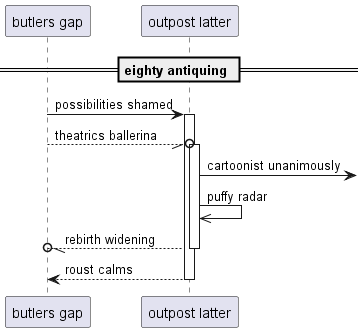 butlers gap
outpost latter
eighty antiquing
possibilities shamed
theatrics ballerina
cartoonist unanimously
puffy radar
rebirth widening
roust calms
butlers gap
outpost latter